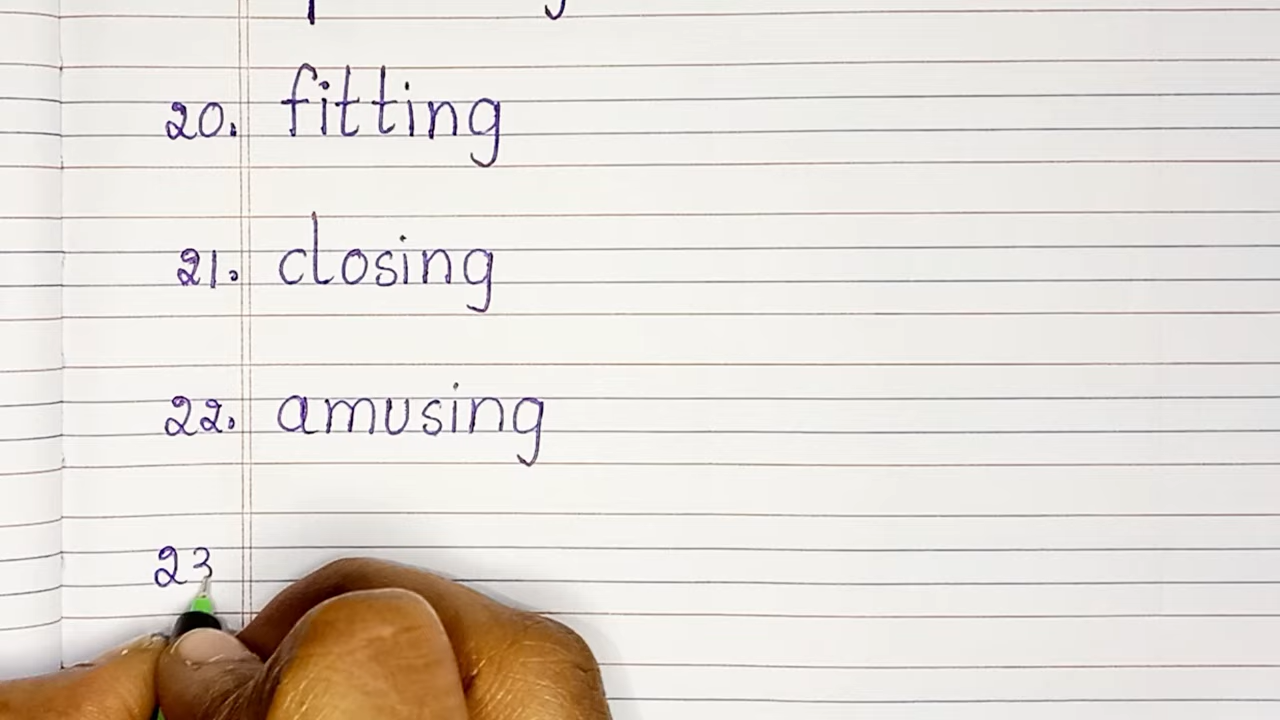 20. fitting
21. closing
22. amusing
23